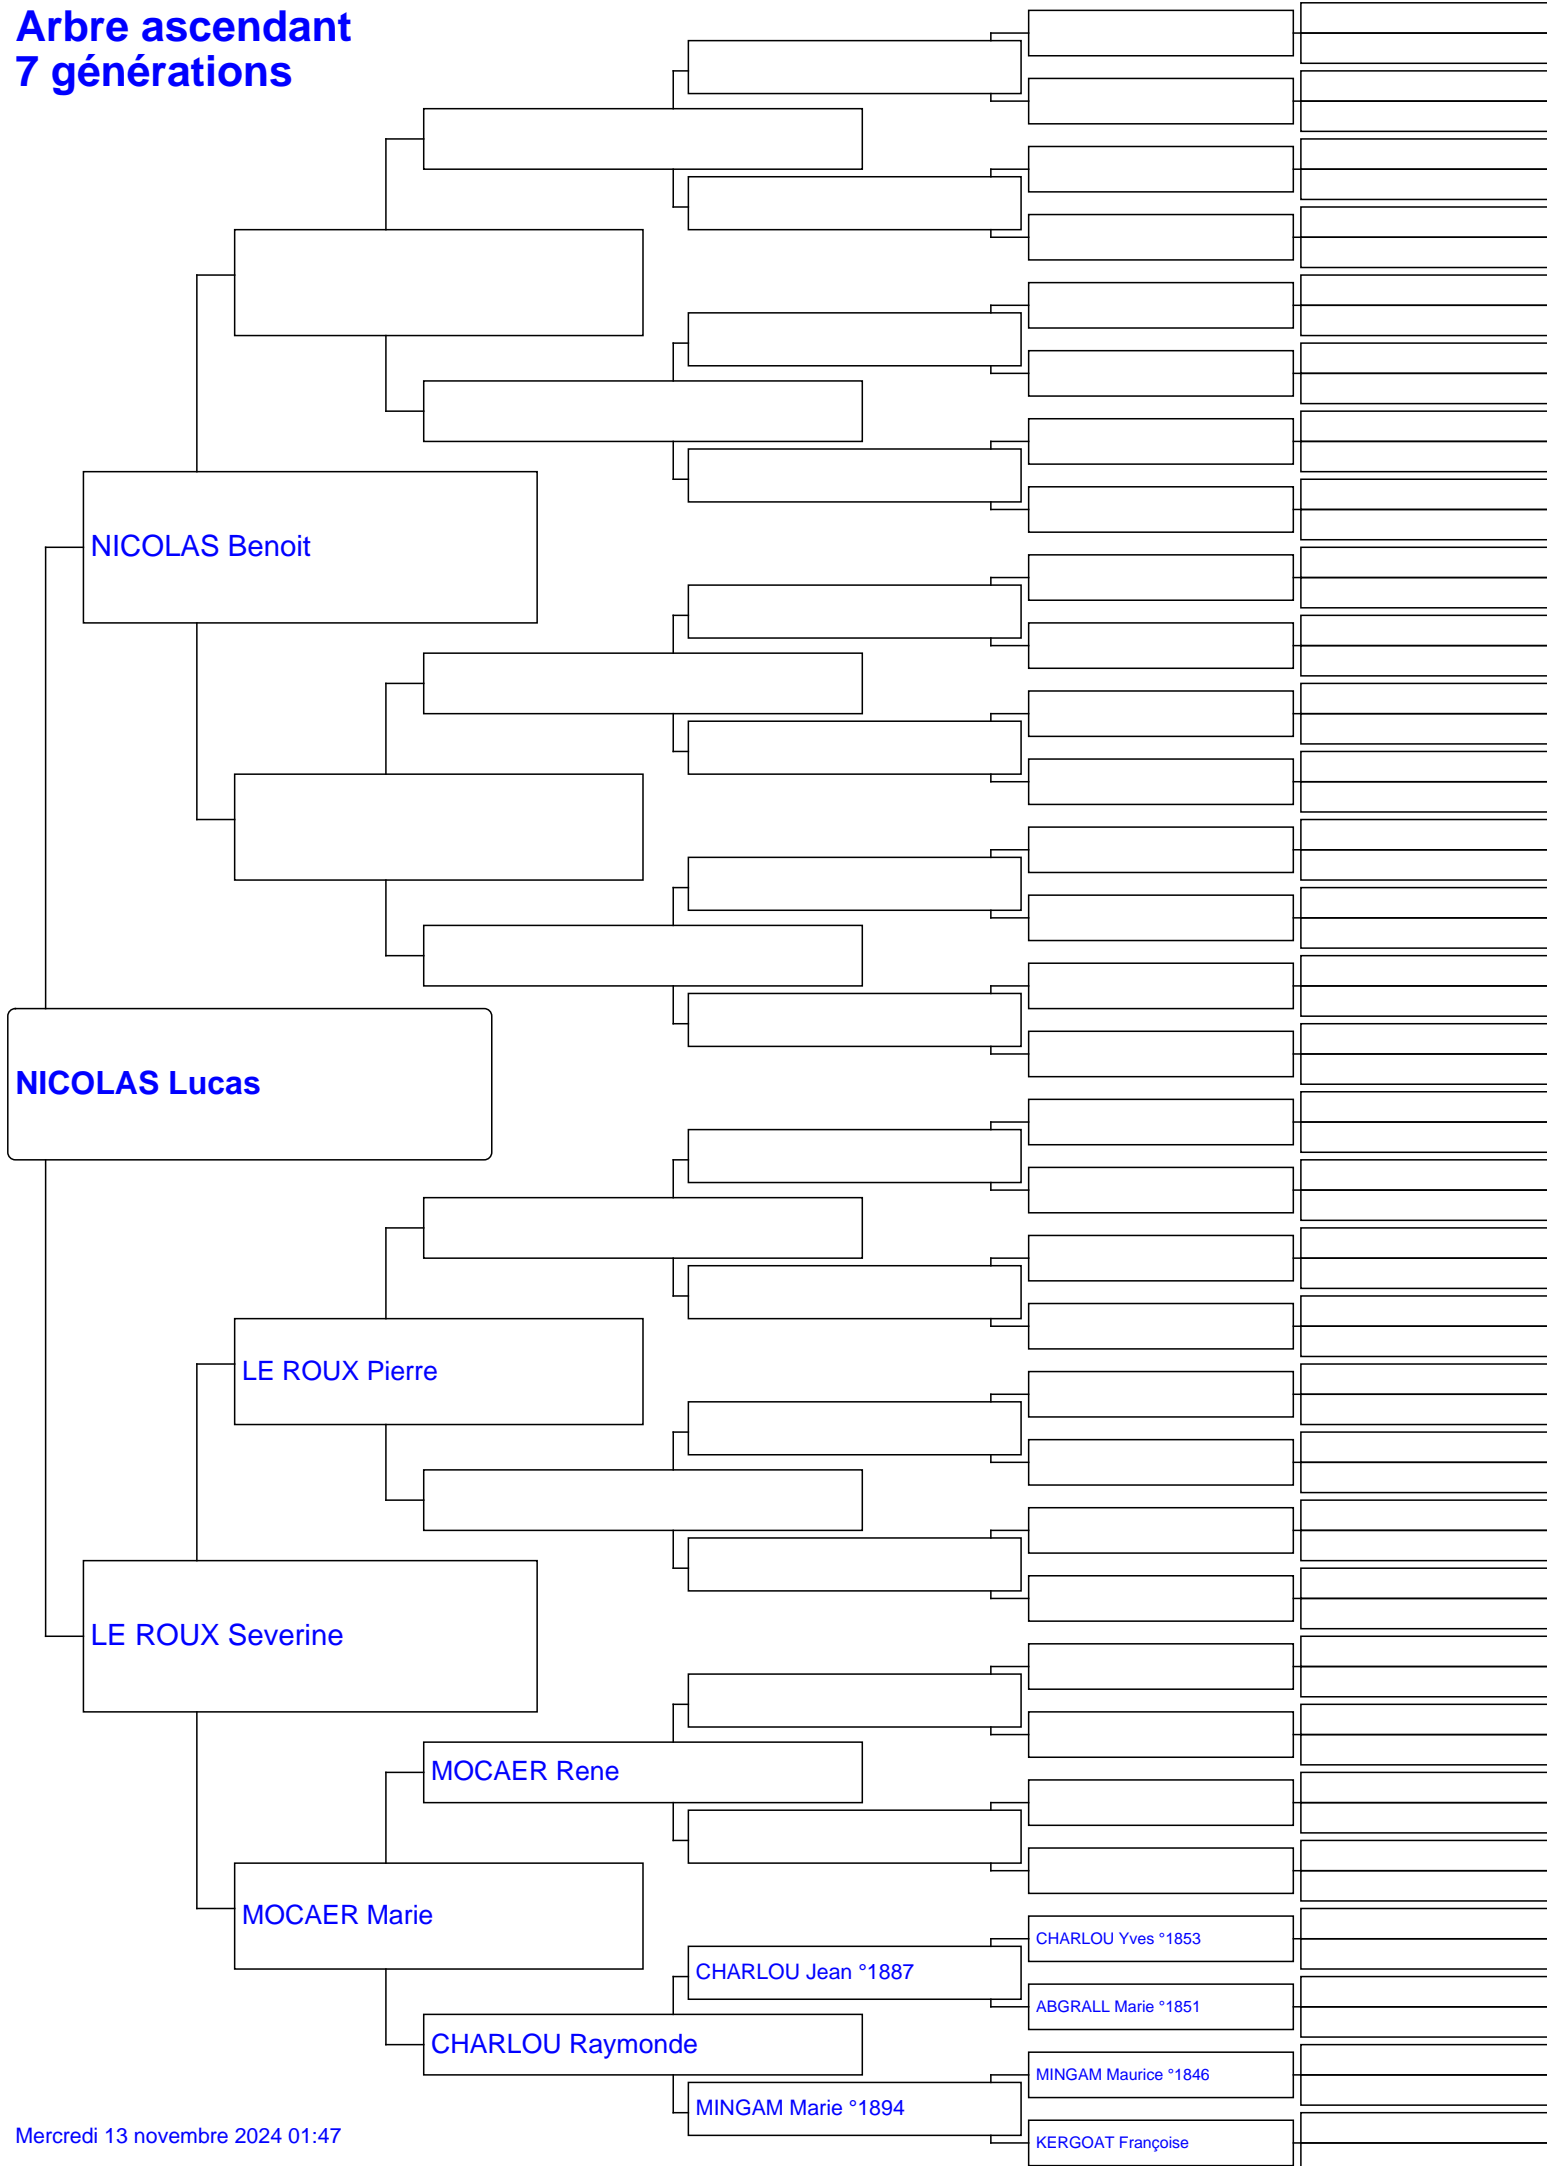 Arbre ascendant
7 générations
NICOLAS Benoit
NICOLAS Lucas
LE ROUX Pierre
LE ROUX Severine
MOCAER Rene
MOCAER Marie
CHARLOU Yves °1853
CHARLOU Jean °1887
ABGRALL Marie °1851
CHARLOU Raymonde
MINGAM Maurice °1846
MINGAM Marie °1894
KERGOAT Françoise
Mercredi 13 novembre 2024 01:47